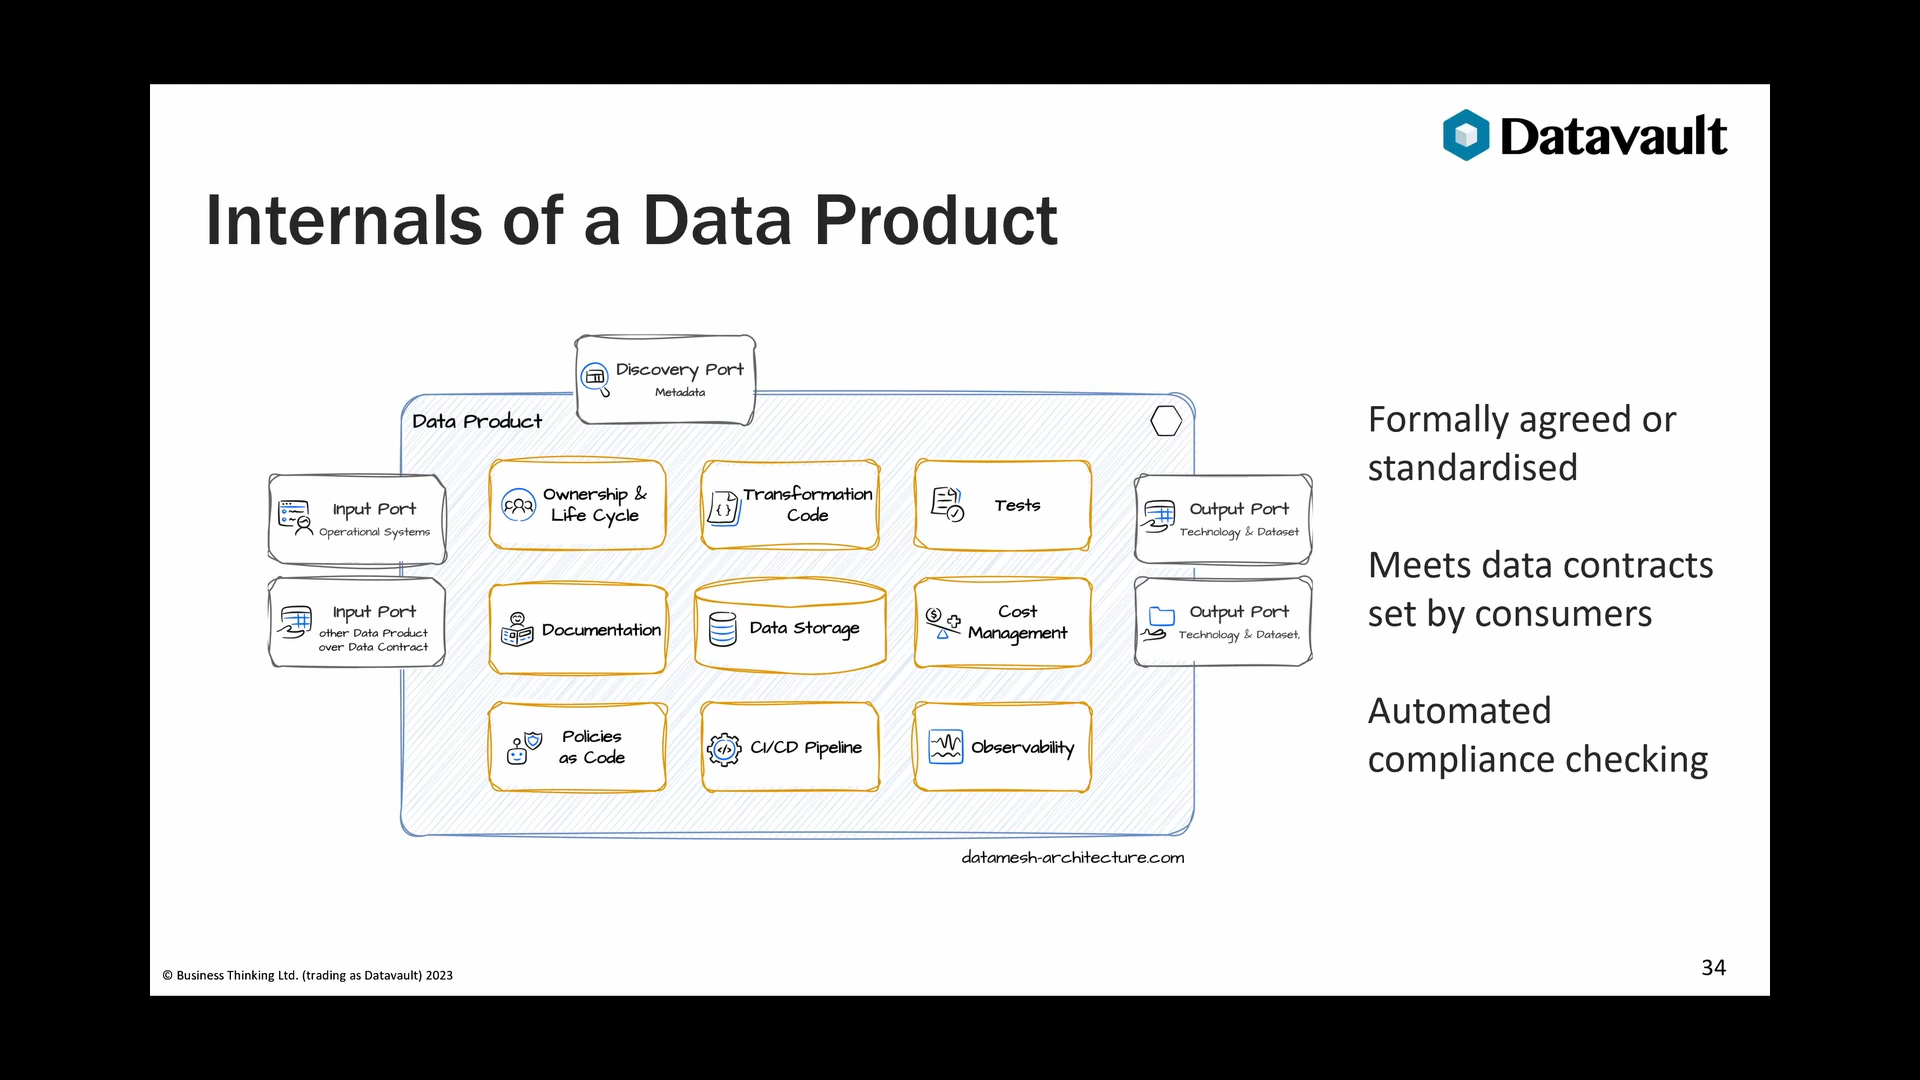 Datavault
Internals of a Data Product
Discovery Port
Metadata
Data Product
Input Port
Operational Systems
Input Port
other Data Product
over Data Contract
Ownership &
Life Cycle
Transformation
Code
Tests
Documentation
Data Storage
Cost
Management
Policies
as Code
CI/CD Pipeline
Observability
Output Port
Technology & Dataset
Output Port
Technology & Dataset,
datamesh-architecture.com
Formally agreed or
standardised
Meets data contracts
set by consumers
Automated
compliance checking
© Business Thinking Ltd. (trading as Datavault) 2023
34